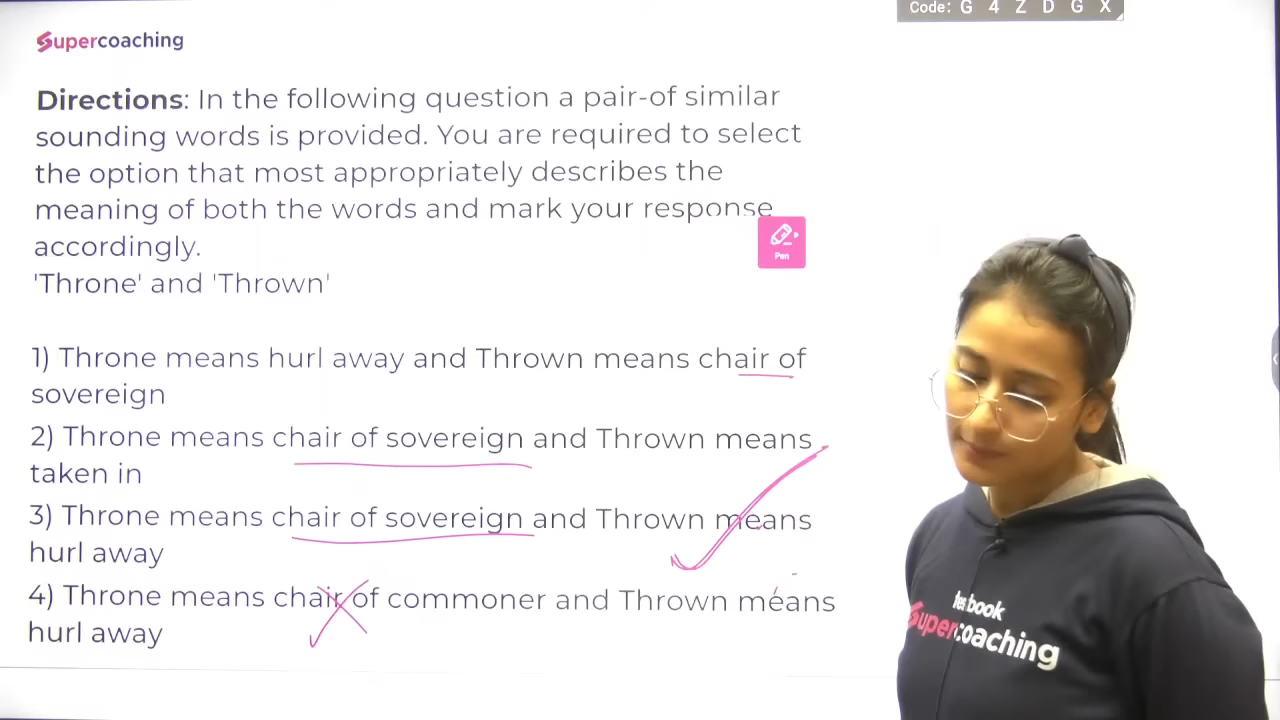 Code: G 4 Z D G X
Supercoaching
Directions: In the following question a pair-of similar
sounding words is provided. You are required to select
the option that most appropriately describes the
meaning of both the words and mark your response
accordingly.
'Throne' and 'Thrown'
Pen
1) Throne means hurl away and Thrown means chair of
sovereign
2) Throne means chair of sovereign and Thrown means
taken in
3) Throne means chair of sovereign and Thrown means
hurl away
4) Throne means chair of commoner and Thrown means
hurl away
testbook
Supercoaching